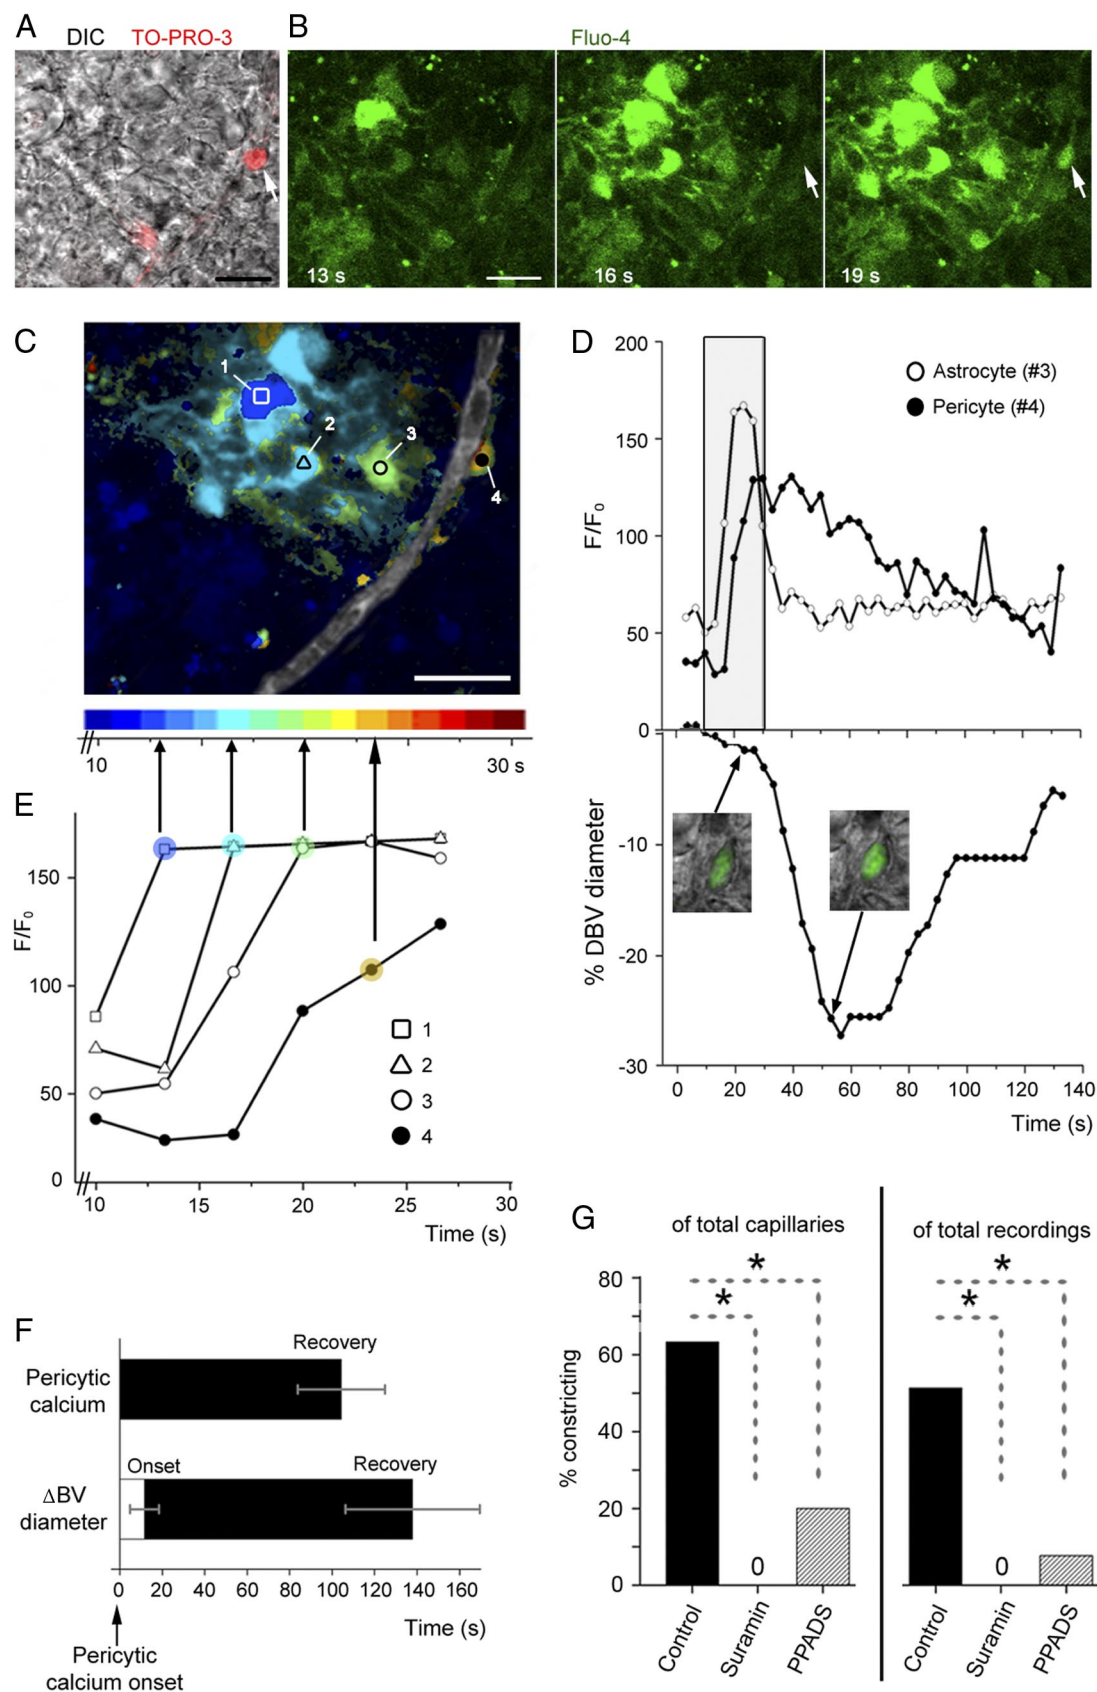 A
DIC TO-PRO-3
B
Fluo-4
13 s
16 s
19 s
C
1
2
3
4
10
30 s
D
200
150
100
50
0
F/F0
Astrocyte (#3)
Pericyte (#4)
-10
-20
-30
% DBV diameter
0 20 40 60 80 100 120 140
Time (s)
E
150
100
50
0
F/F0
1
2
3
4
10 15 20 25 30
Time (s)
F
Recovery
Pericytic
calcium
Onset
Recovery
ΔBV
diameter
0 20 40 60 80 100 120 140 160
Time (s)
Pericytic
calcium onset
G
of total capillaries
of total recordings
*
*
*
*
80
60
40
20
0
% constricting
0
0
Control
Suramin
PPADS
Control
Suramin
PPADS